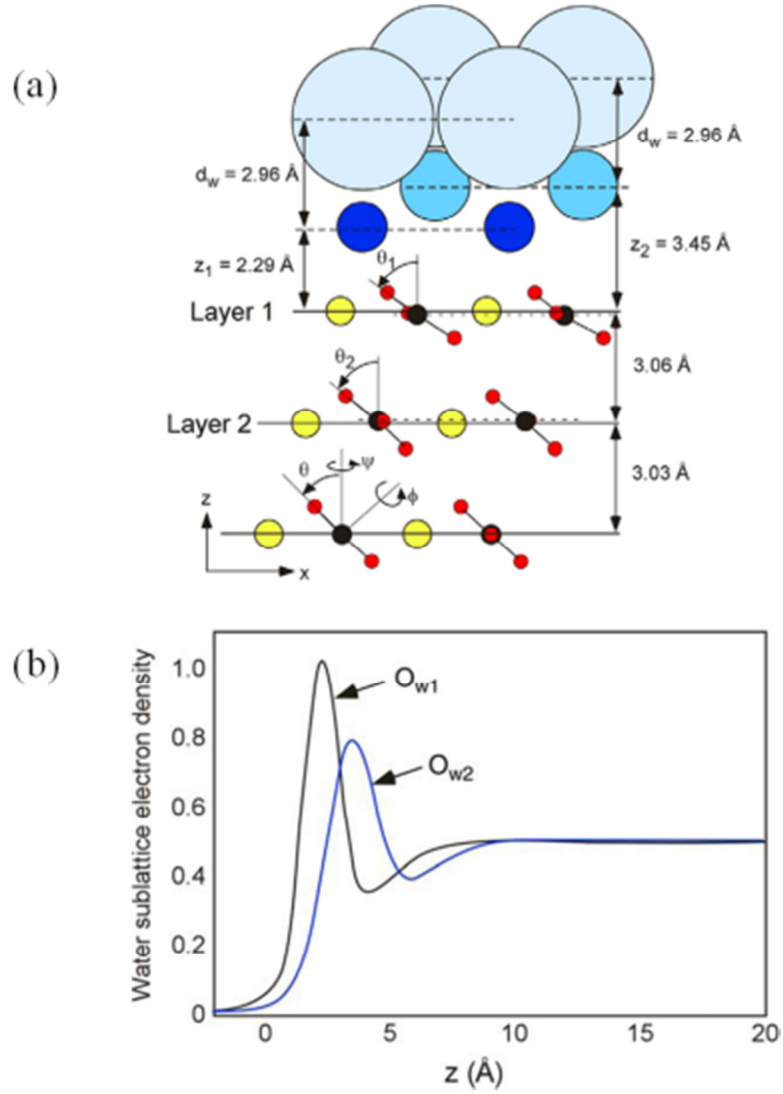 (a)
d_w = 2.96 Å
d_w = 2.96 Å
z_1 = 2.29 Å
z_2 = 3.45 Å
θ_1
Layer 1
3.06 Å
θ_2
Layer 2
θ
ψ
ϕ
3.03 Å
z
x
(b)
Water sublattice electron density
1.0
0.8
0.6
0.4
0.2
0
O_w1
O_w2
0 5 10 15 20
z (Å)